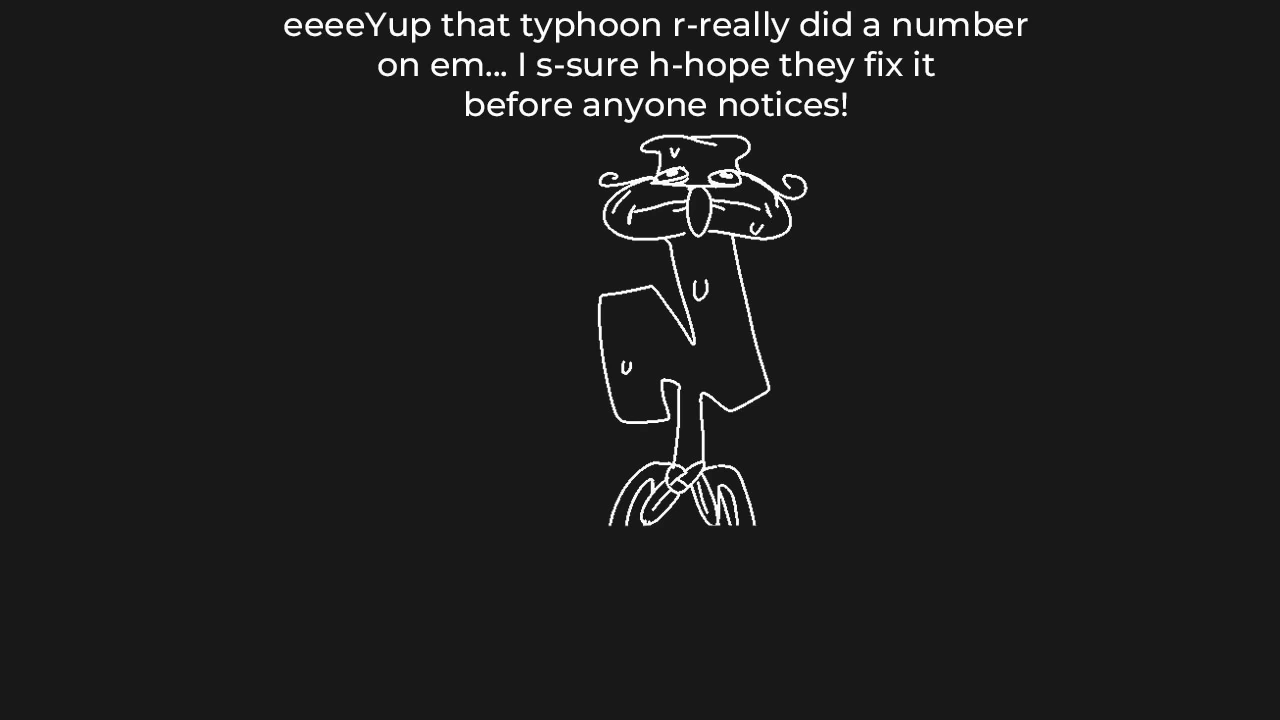 eeeeYup that typhoon r-really did a number
on em... I s-sure h-hope they fix it
before anyone notices!